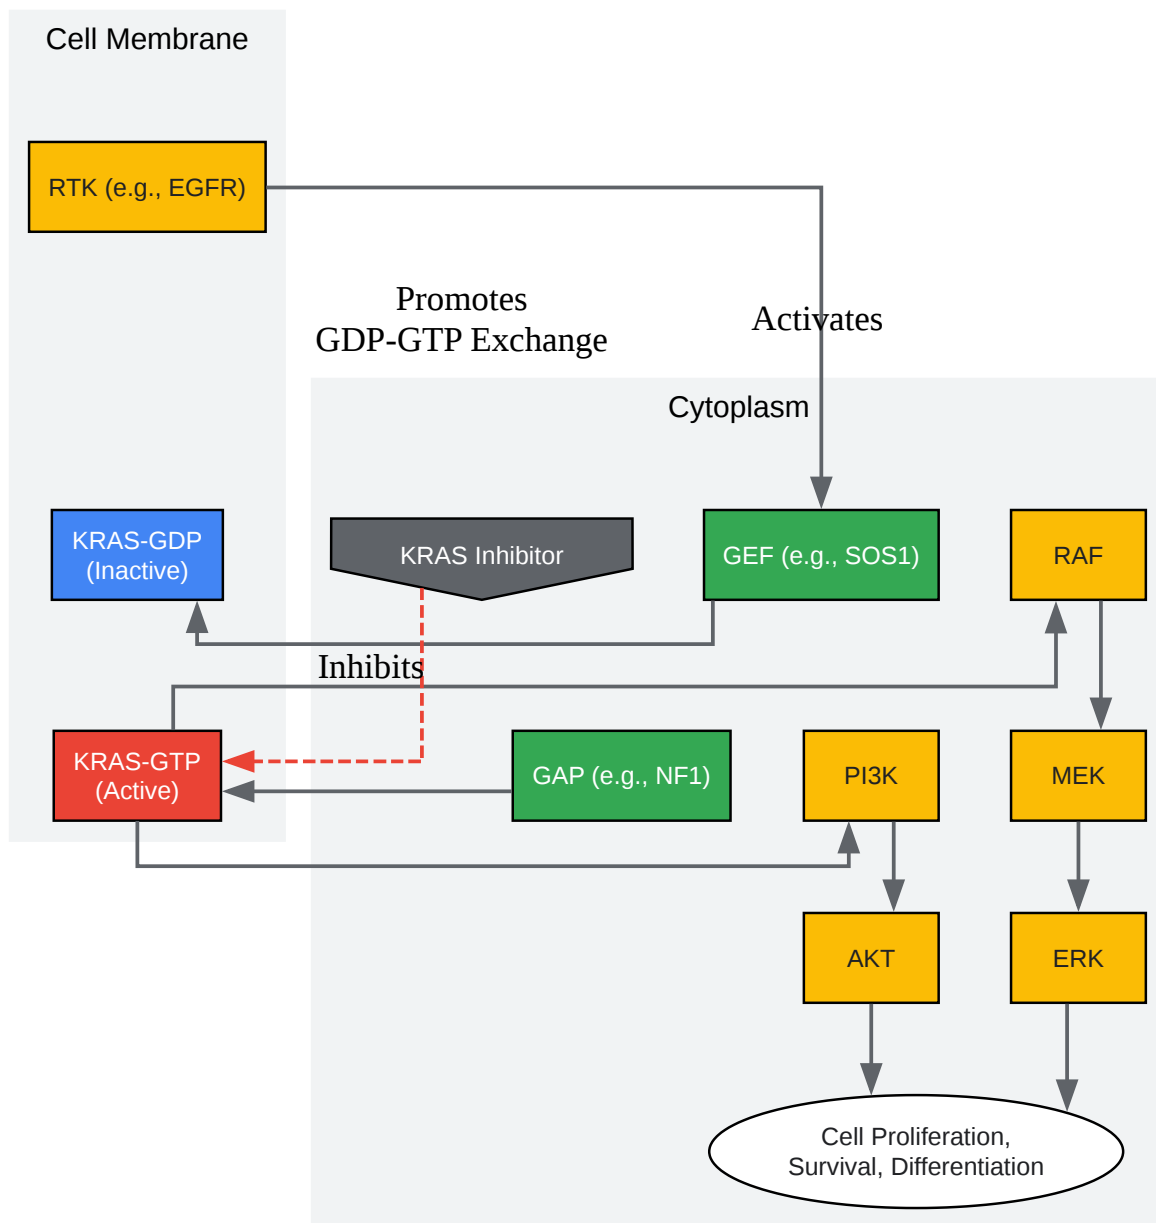 Cell Membrane
RTK (e.g., EGFR)
Promotes
GDP-GTP Exchange
Activates
Cytoplasm
KRAS-GDP
(Inactive)
KRAS Inhibitor
GEF (e.g., SOS1)
RAF
Inhibits
KRAS-GTP
(Active)
GAP (e.g., NF1)
PI3K
MEK
AKT
ERK
Cell Proliferation,
Survival, Differentiation